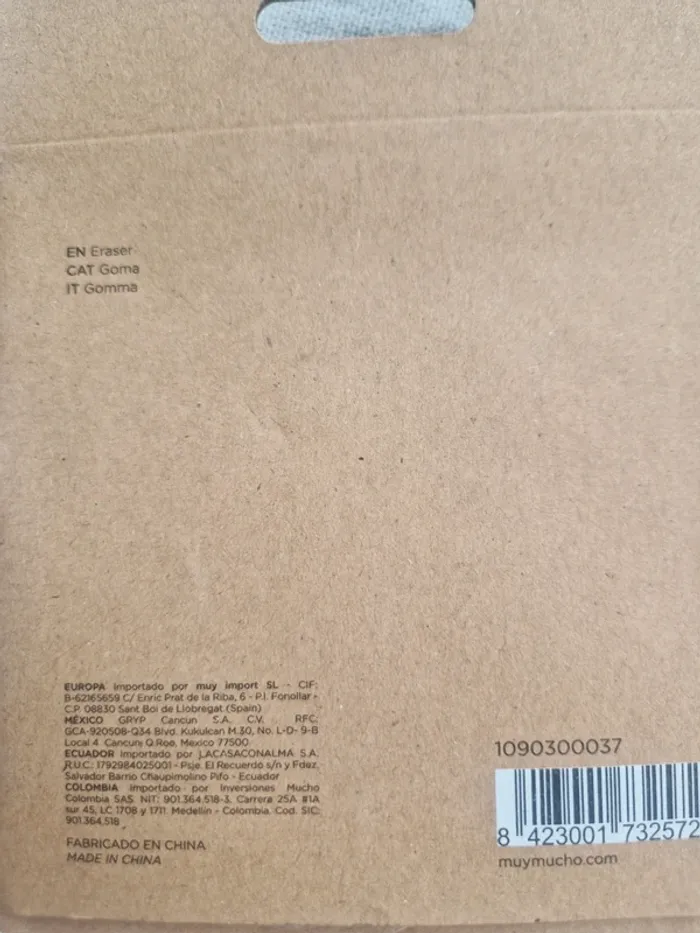 EN Eraser
CAT Goma
IT Gomma
EUROPA Importado por muy import SL - CIF:
B-62165659 C/ Enric Prat de la Riba, 6 - P.I. Fonollar -
C.P. 08830 Sant Boi de Llobregat (Spain)
MÉXICO GRYP Cancún S.A. C.V. RFC:
GCA-920508-Q34 Blvd. Kukulkan M.30, No. L-D- 9-B
Local 4 Cancun; Q.Roo, Mexico 77500
ECUADOR Importado por LACASACONALMA S.A.
R.U.C: 1792984025001 - Psje. El Recuerdo s/n y Fdez.
Salvador Barrio Chaupimolino Pifo - Ecuador
COLOMBIA Importado por Inversiones Mucho
Colombia SAS. NIT: 901.364.518-3. Carrera 25A #1A
sur 45, LC 1708 y 1711. Medellín - Colombia. Cod. SIC:
901.364.518
FABRICADO EN CHINA
MADE IN CHINA
1090300037
8 423001 732572
muymucho.com